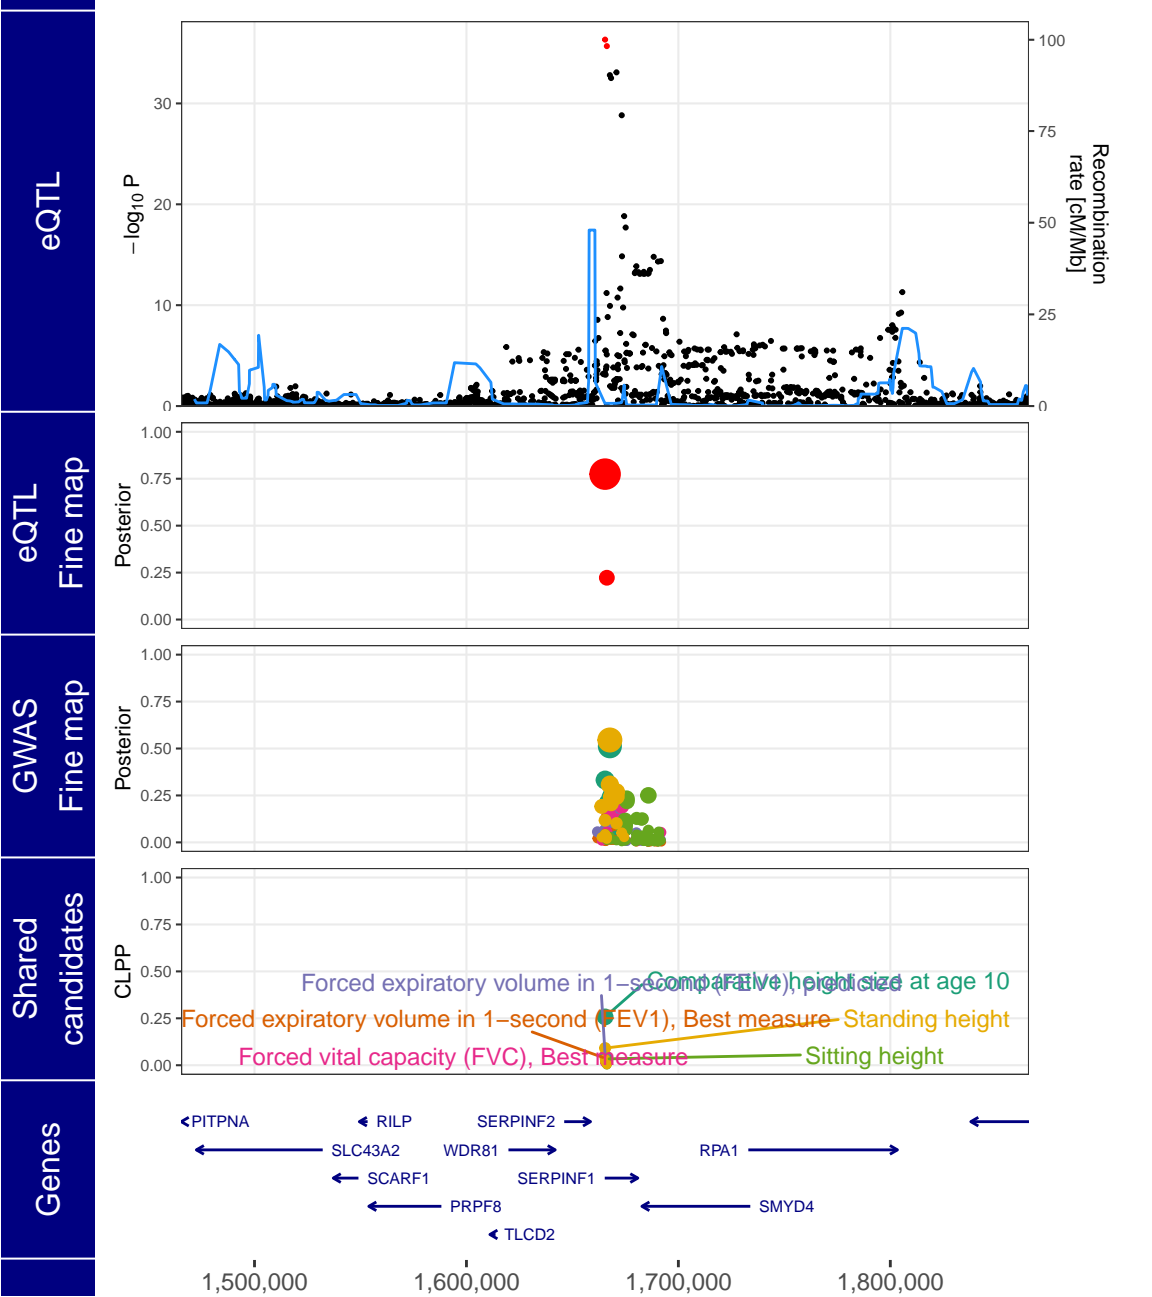 eQTL
−log10 P
30
20
10
0
100
75
50
25
0
Recombination
rate [cM/Mb]
eQTL
Fine map
Posterior
1.00
0.75
0.50
0.25
0.00
GWAS
Fine map
Posterior
1.00
0.75
0.50
0.25
0.00
Shared
candidates
CLPP
1.00
0.75
0.50
0.25
0.00
Forced expiratory volume in 1−second (FEV1), predicted
Comparative height size at age 10
Forced expiratory volume in 1−second (FEV1), Best measure
Standing height
Forced vital capacity (FVC), Best measure
Sitting height
Genes
PITPNA
RILP
SERPINF2
SLC43A2
WDR81
RPA1
SCARF1
SERPINF1
PRPF8
SMYD4
TLCD2
1,500,000
1,600,000
1,700,000
1,800,000